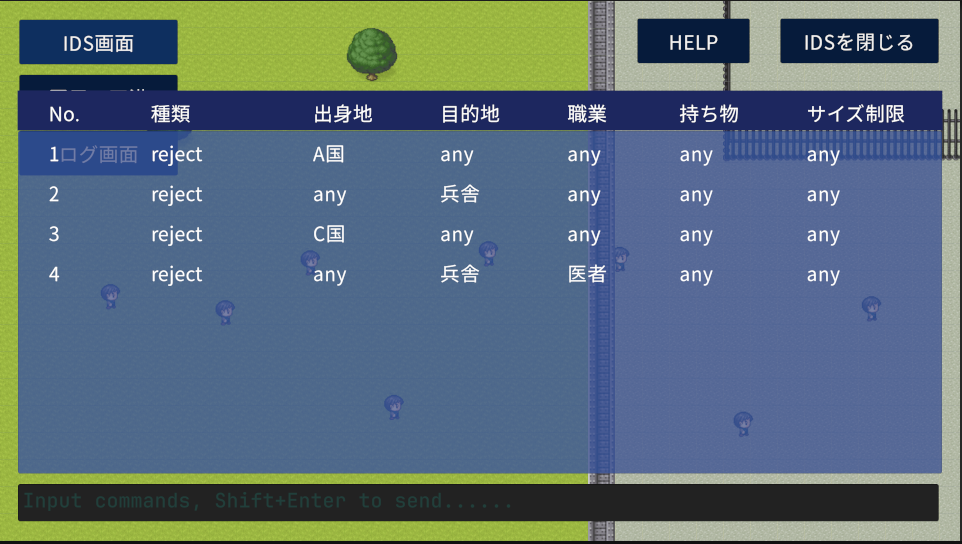 IDS画面
HELP
IDSを閉じる
No. 種類 出身地 目的地 職業 持ち物 サイズ制限
ログ画面
1 reject A国 any any any any
2 reject any 兵舎 any any any
3 reject C国 any any any any
4 reject any 兵舎 医者 any any
Input commands, Shift+Enter to send......